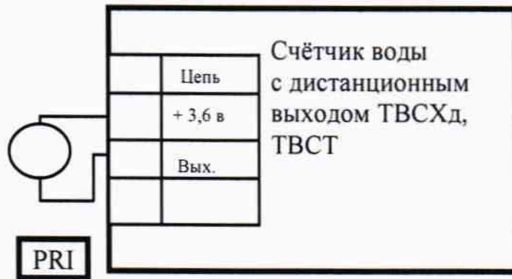 Цепь
+ 3,6 в
Вых.
Счётчик воды
с дистанционным
выходом ТВСХд,
ТВСТ
PRI